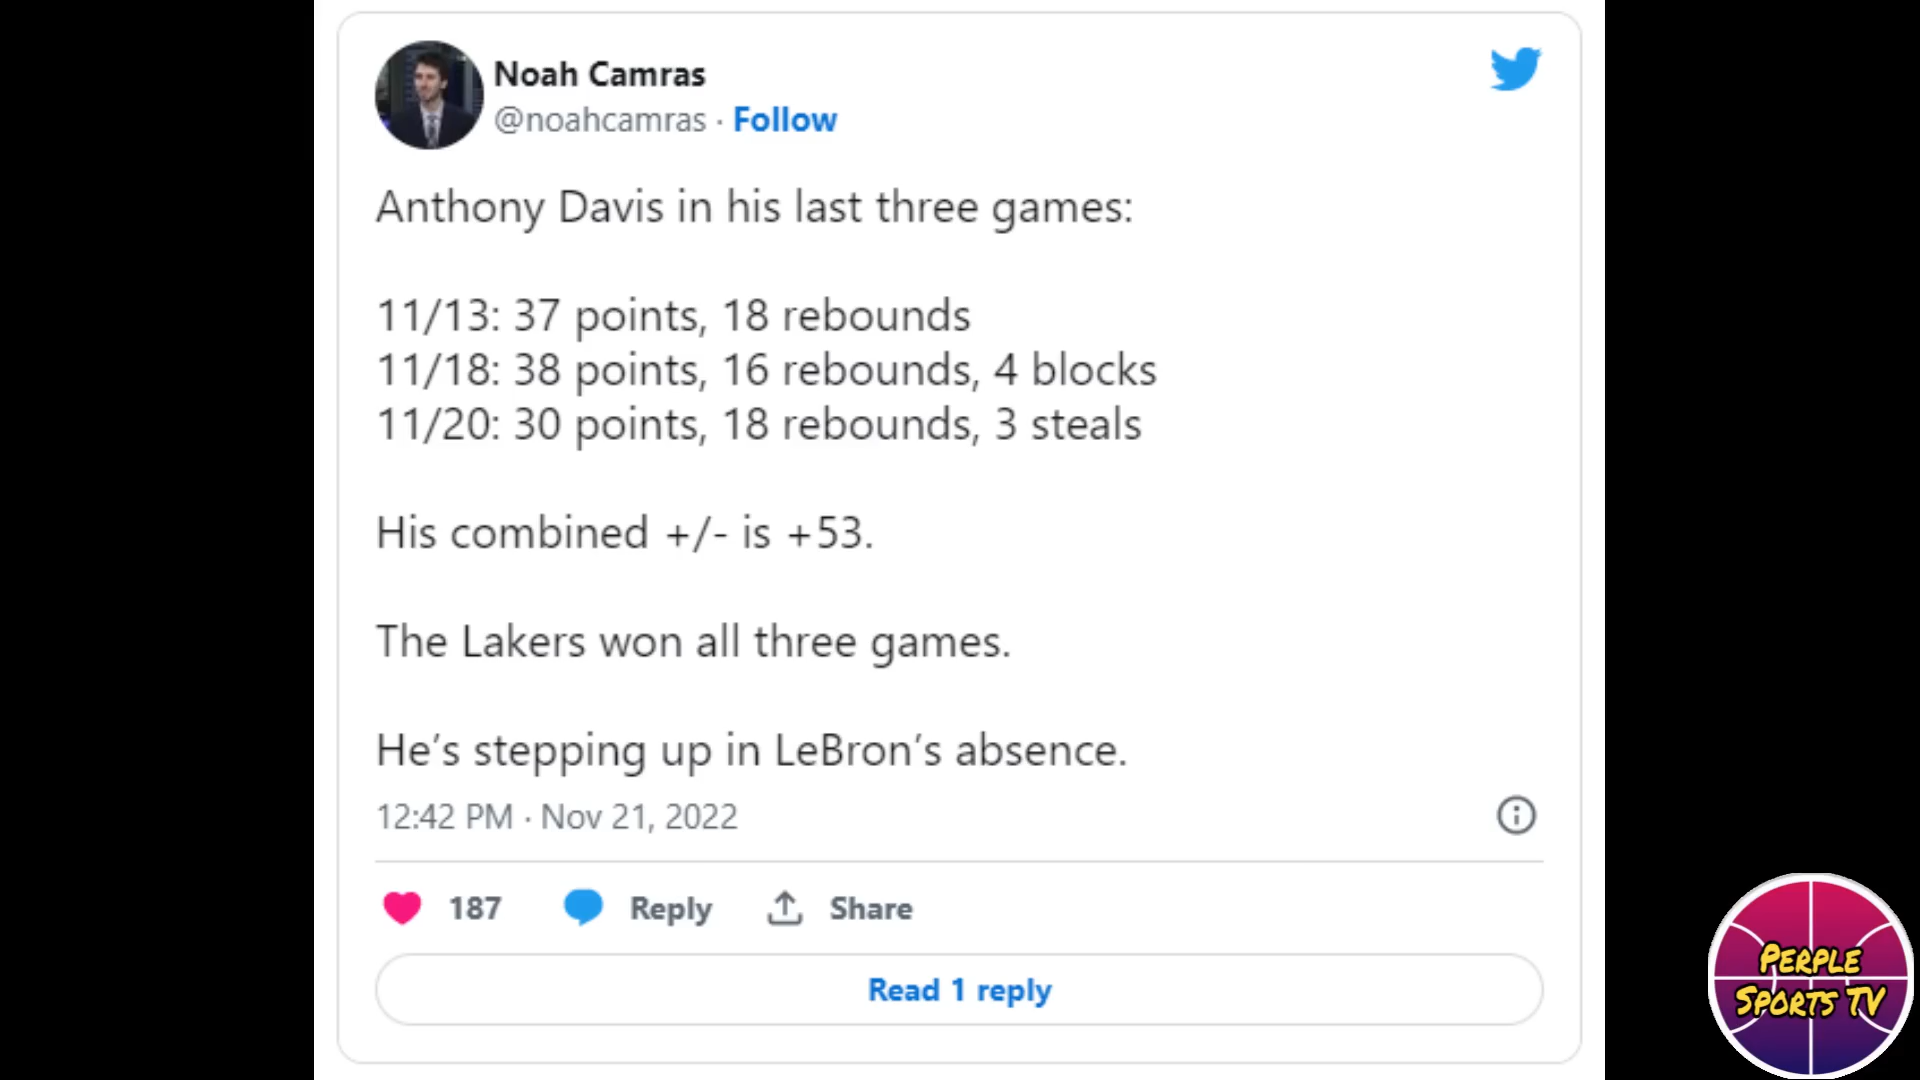 Noah Camras
@noahcamras · Follow
Anthony Davis in his last three games:
11/13: 37 points, 18 rebounds
11/18: 38 points, 16 rebounds, 4 blocks
11/20: 30 points, 18 rebounds, 3 steals
His combined +/- is +53.
The Lakers won all three games.
He’s stepping up in LeBron’s absence.
12:42 PM · Nov 21, 2022
187 Reply Share
Read 1 reply
PERPLE
SPORTS TV